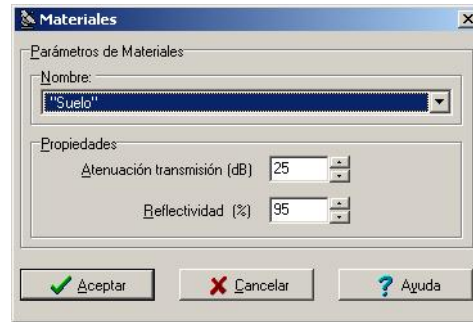 Materiales
Parámetros de Materiales
Nombre:
"Suelo"
Propiedades
Atenuación transmisión (dB) 25
Reflectividad (%) 95
Aceptar Cancelar Ayuda